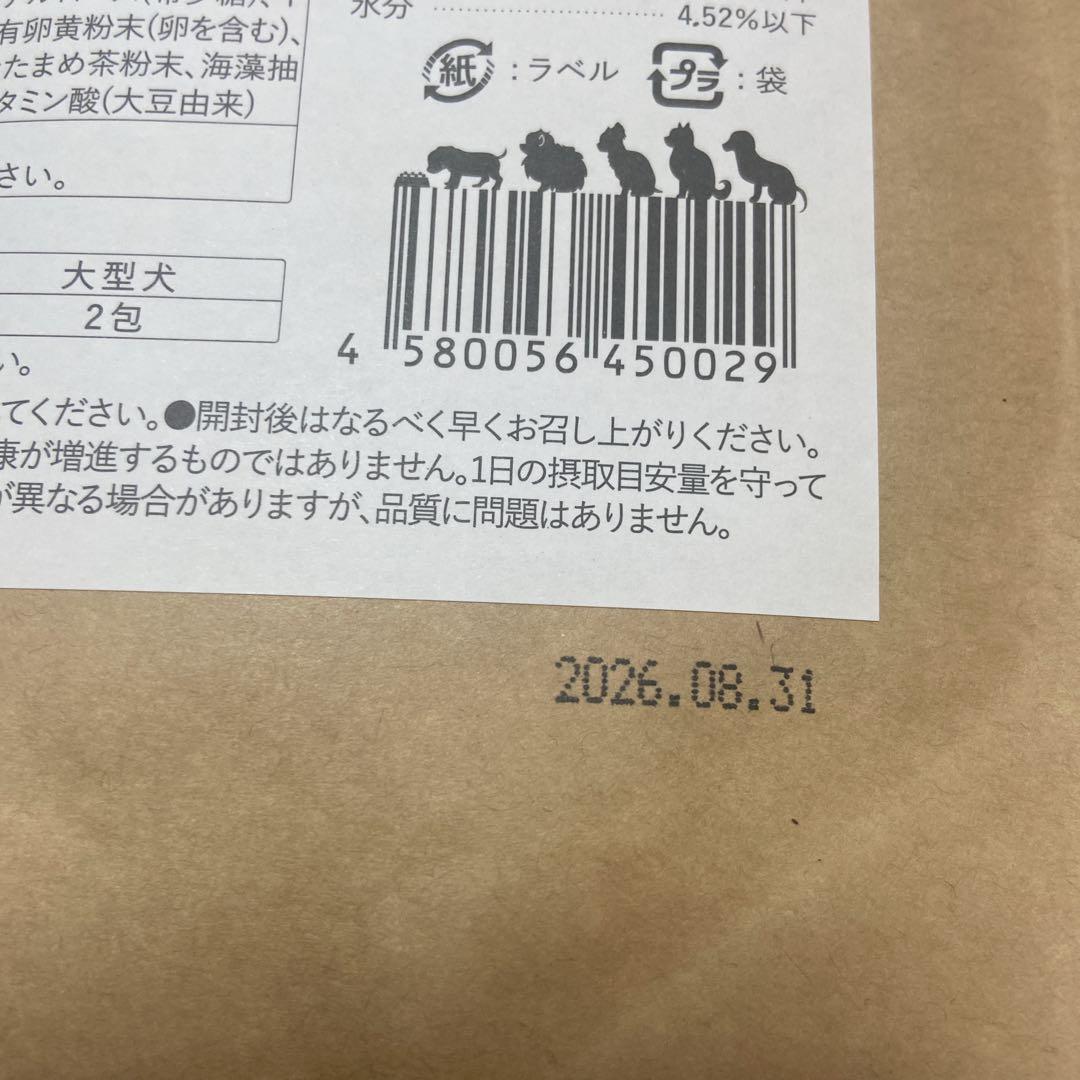 水分 4.52%以下
有卵黄粉末(卵を含む)、
たまめ茶粉末、海藻抽
タミン酸(大豆由来)
紙 : ラベル プラ : 袋
さい。
大型犬
2包
い。
4 580056 450029
てください。●開封後はなるべく早くお召し上がりください。
康が増進するものではありません。1日の摂取目安量を守って
が異なる場合がありますが、品質に問題はありません。
2026.08.31